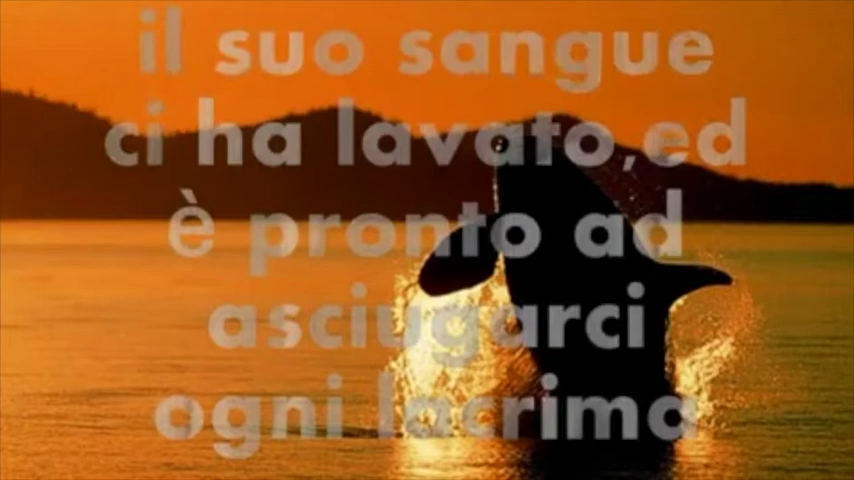 il suo sangue
ci ha lavato,ed
è pronto ad
asciugarci
ogni lacrima